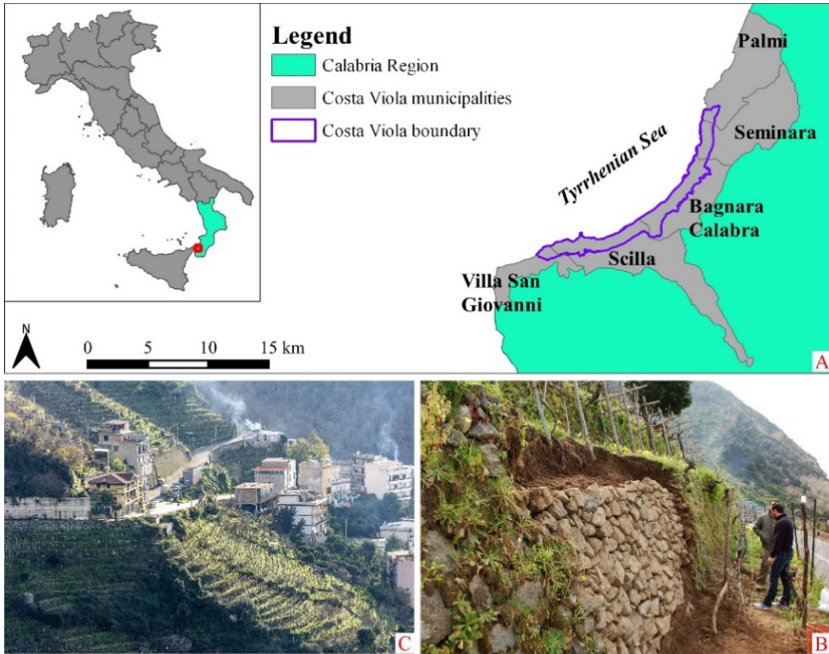 Legend
Calabria Region
Costa Viola municipalities
Costa Viola boundary
Palmi
Seminara
Tyrrhenian Sea
Bagnara
Calabra
Scilla
Villa San
Giovanni
N
0 5 10 15 km
A
C
B